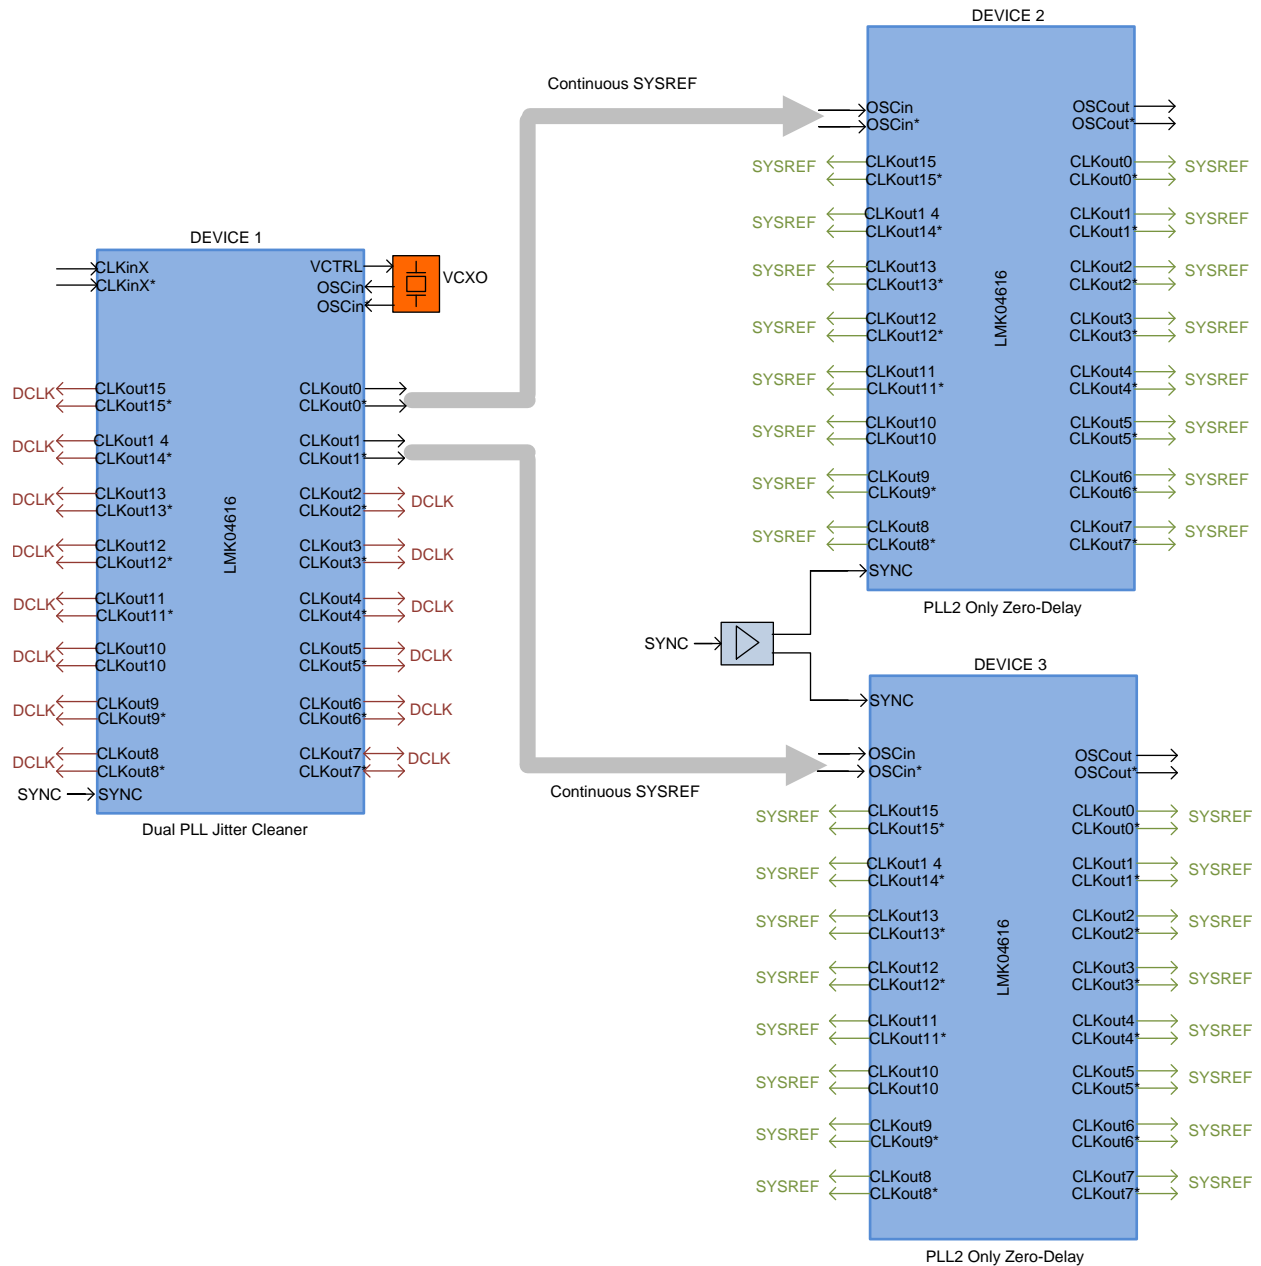 DEVICE 2
Continuous SYSREF
OSCin
OSCin*
OSCout
OSCout*
SYSREF
CLKout15
CLKout15*
CLKout0
CLKout0*
SYSREF
SYSREF
CLKout1 4
CLKout14*
CLKout1
CLKout1*
SYSREF
SYSREF
CLKout13
CLKout13*
CLKout2
CLKout2*
SYSREF
SYSREF
CLKout12
CLKout12*
CLKout3
CLKout3*
SYSREF
SYSREF
CLKout11
CLKout11*
CLKout4
CLKout4*
SYSREF
SYSREF
CLKout10
CLKout10
CLKout5
CLKout5*
SYSREF
SYSREF
CLKout9
CLKout9*
CLKout6
CLKout6*
SYSREF
SYSREF
CLKout8
CLKout8*
CLKout7
CLKout7*
SYSREF
SYNC
LMK04616
PLL2 Only Zero-Delay
DEVICE 1
CLKinX
CLKinX*
VCTRL
OSCin
OSCin*
VCXO
DCLK
CLKout15
CLKout15*
CLKout0
CLKout0*
DCLK
CLKout1 4
CLKout14*
CLKout1
CLKout1*
DCLK
CLKout13
CLKout13*
CLKout2
CLKout2*
DCLK
DCLK
CLKout12
CLKout12*
CLKout3
CLKout3*
DCLK
DCLK
CLKout11
CLKout11*
CLKout4
CLKout4*
DCLK
DCLK
CLKout10
CLKout10
CLKout5
CLKout5*
DCLK
DCLK
CLKout9
CLKout9*
CLKout6
CLKout6*
DCLK
DCLK
CLKout8
CLKout8*
CLKout7
CLKout7*
DCLK
SYNC
SYNC
LMK04616
Dual PLL Jitter Cleaner
SYNC
DEVICE 3
SYNC
Continuous SYSREF
OSCin
OSCin*
OSCout
OSCout*
SYSREF
CLKout15
CLKout15*
CLKout0
CLKout0*
SYSREF
SYSREF
CLKout1 4
CLKout14*
CLKout1
CLKout1*
SYSREF
SYSREF
CLKout13
CLKout13*
CLKout2
CLKout2*
SYSREF
SYSREF
CLKout12
CLKout12*
CLKout3
CLKout3*
SYSREF
SYSREF
CLKout11
CLKout11*
CLKout4
CLKout4*
SYSREF
SYSREF
CLKout10
CLKout10
CLKout5
CLKout5*
SYSREF
SYSREF
CLKout9
CLKout9*
CLKout6
CLKout6*
SYSREF
SYSREF
CLKout8
CLKout8*
CLKout7
CLKout7*
SYSREF
LMK04616
PLL2 Only Zero-Delay